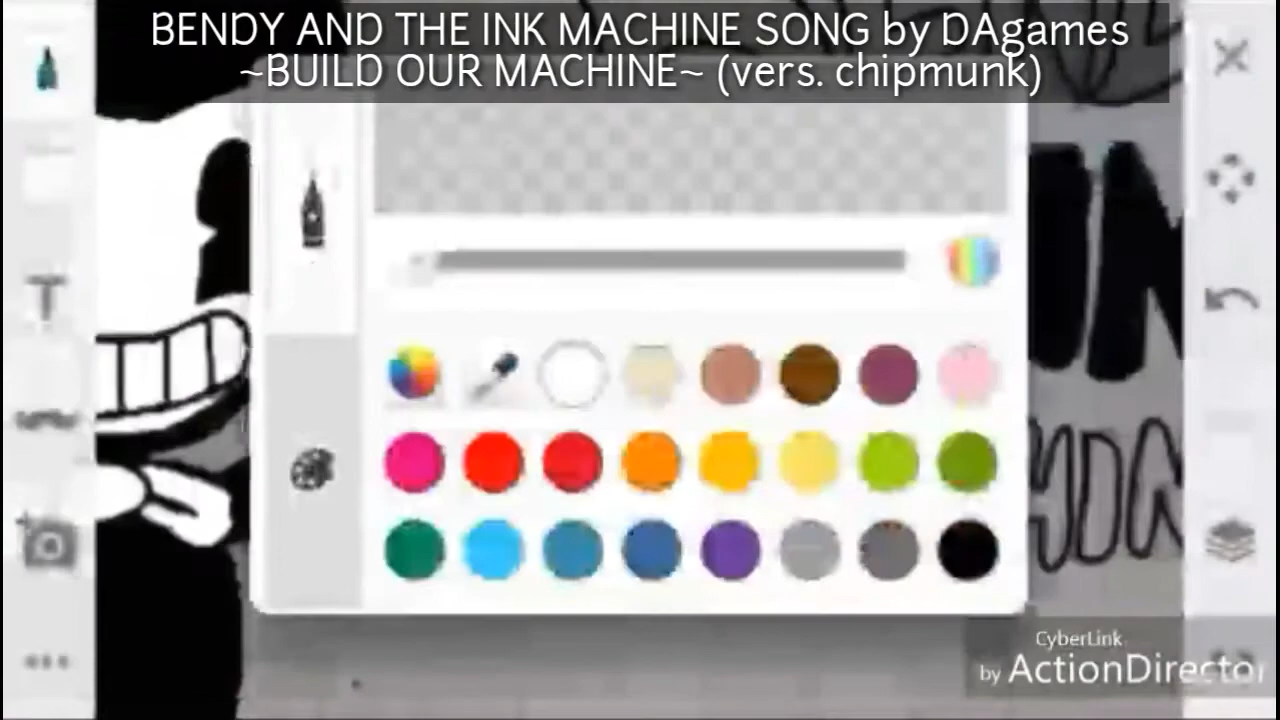 BENDY AND THE INK MACHINE SONG by DAgames
~BUILD OUR MACHINE~ (vers. chipmunk)
T
CyberLink
by ActionDirector